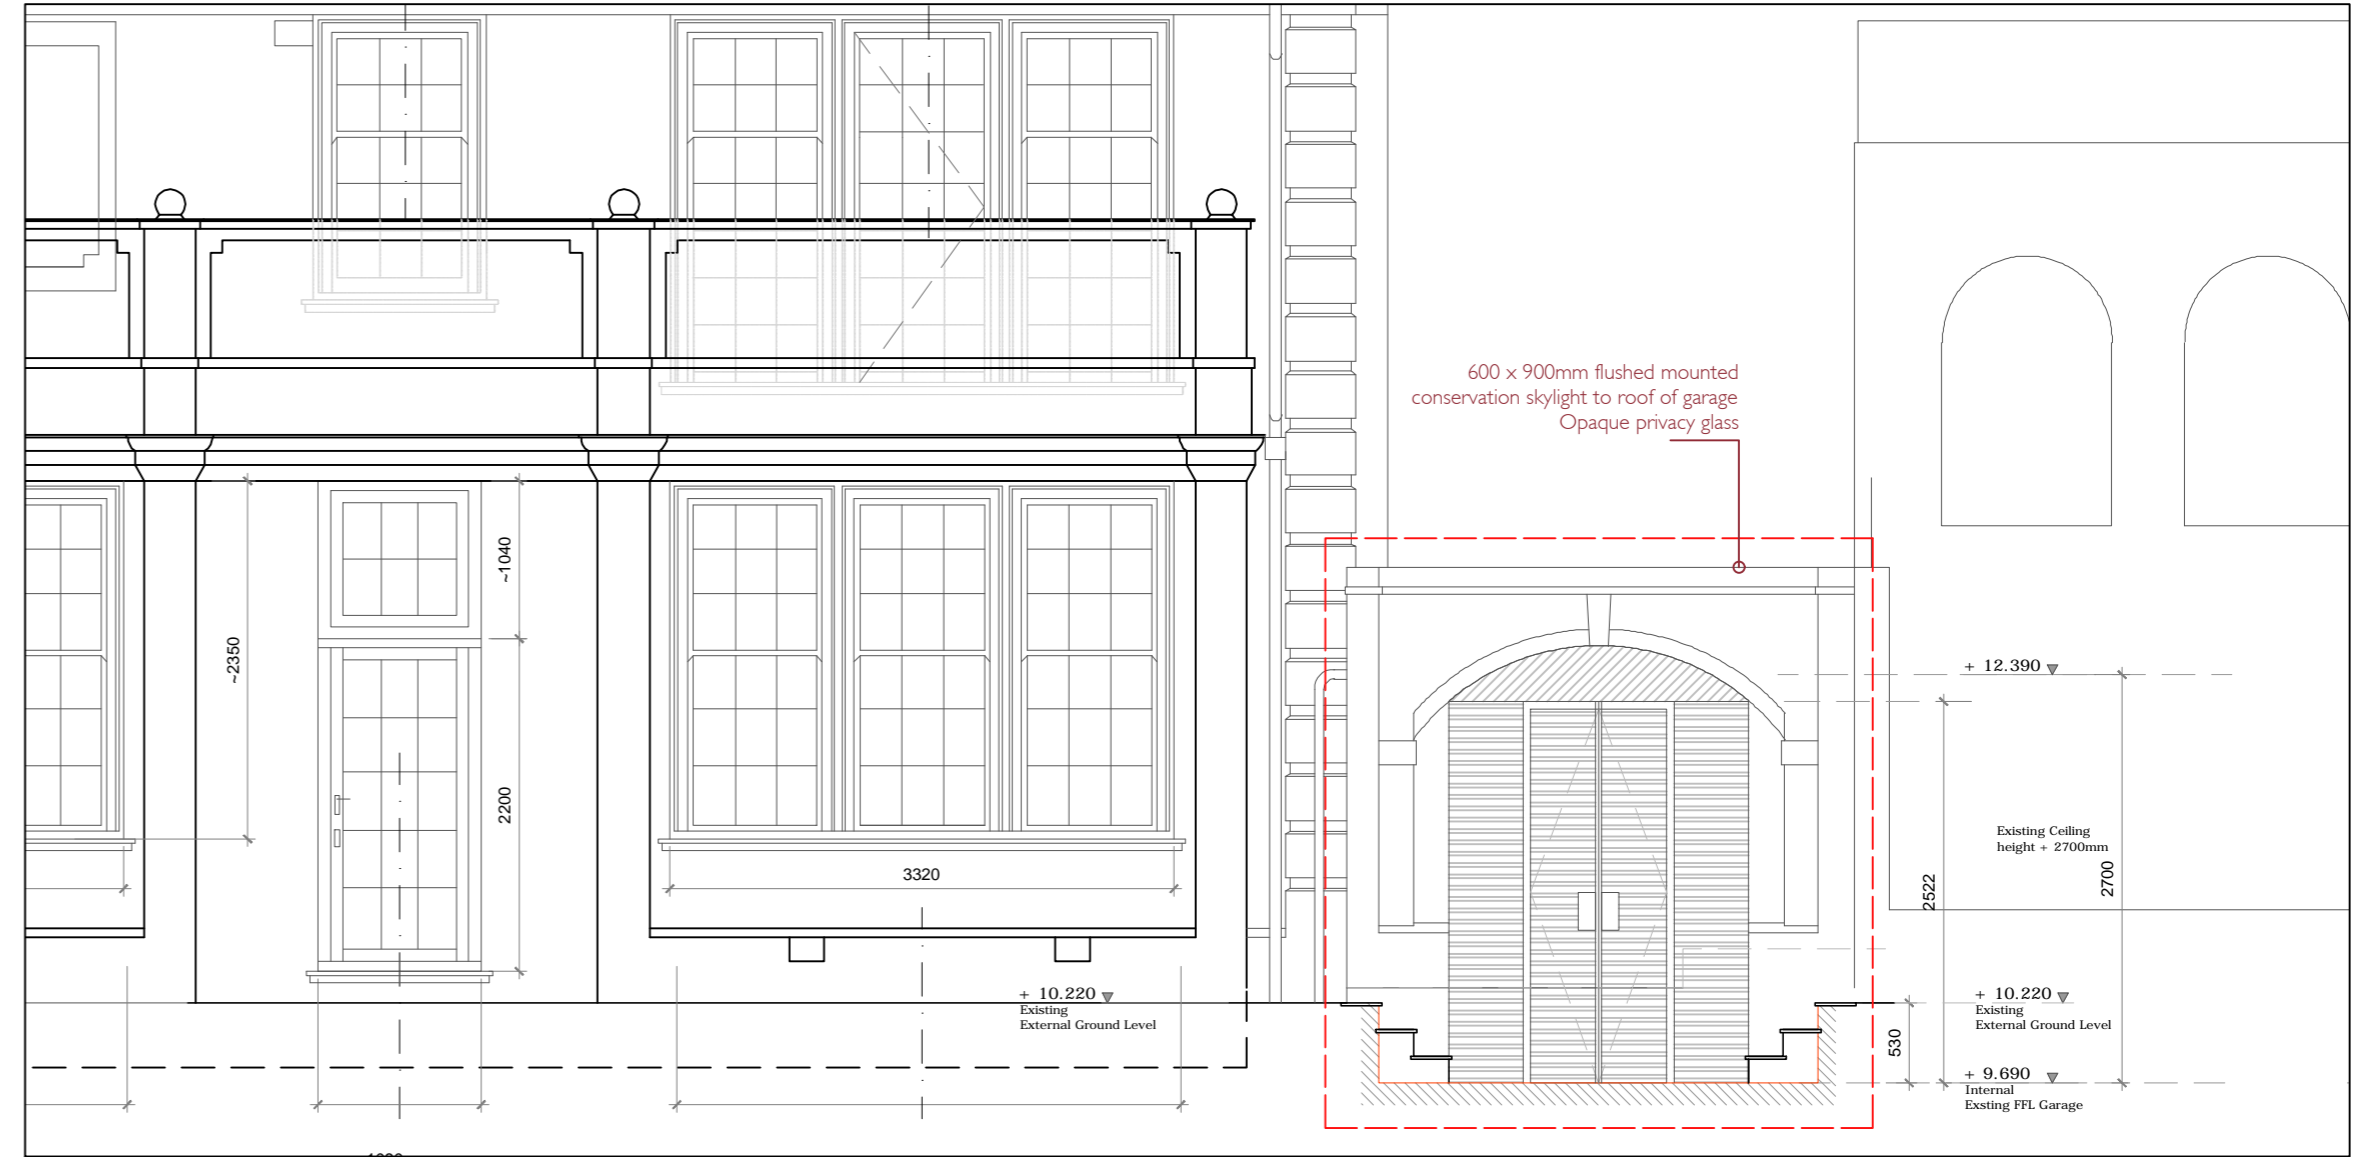 600 x 900mm flushed mounted
conservation skylight to roof of garage
Opaque privacy glass
~1040
~2350
2200
3320
+ 12.390
Existing Ceiling
height + 2700mm
2522
2700
+ 10.220
Existing
External Ground Level
+ 10.220
Existing
External Ground Level
530
+ 9.690
Internal
Exsting FFL Garage